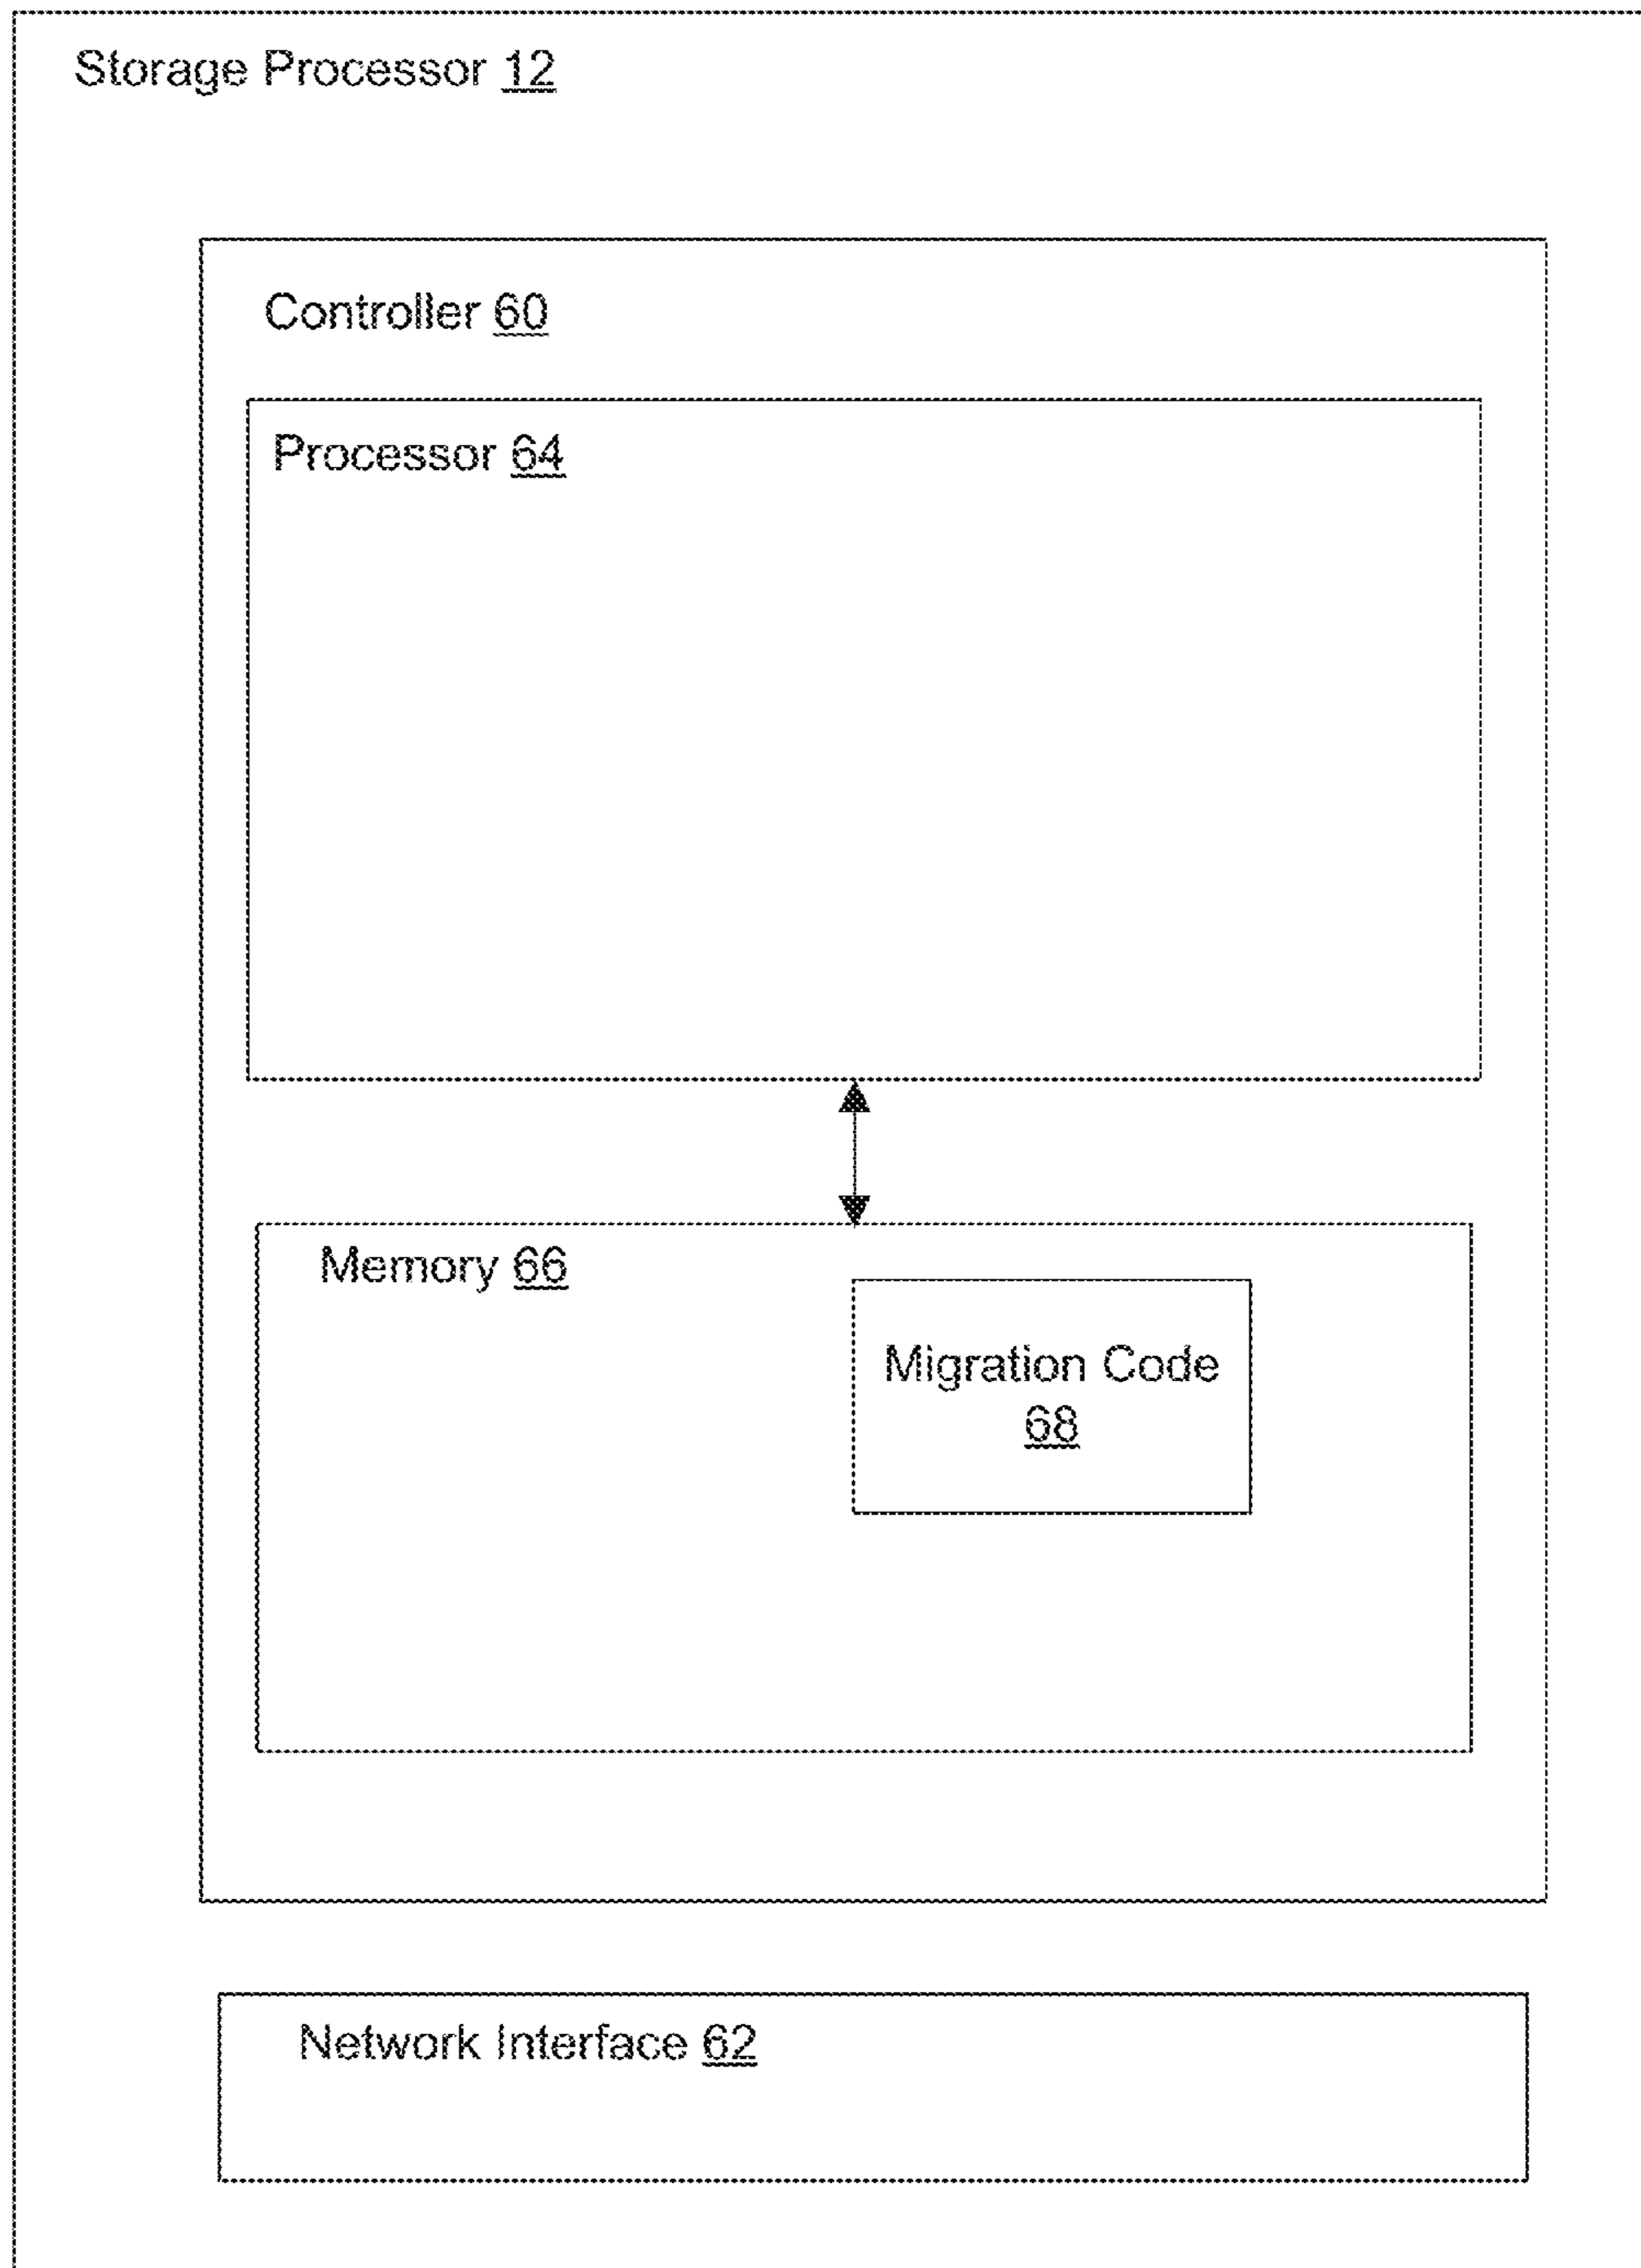 Storage Processor 12
Controller 60
Processor 64
Memory 66
Migration Code
68
Network Interface 62